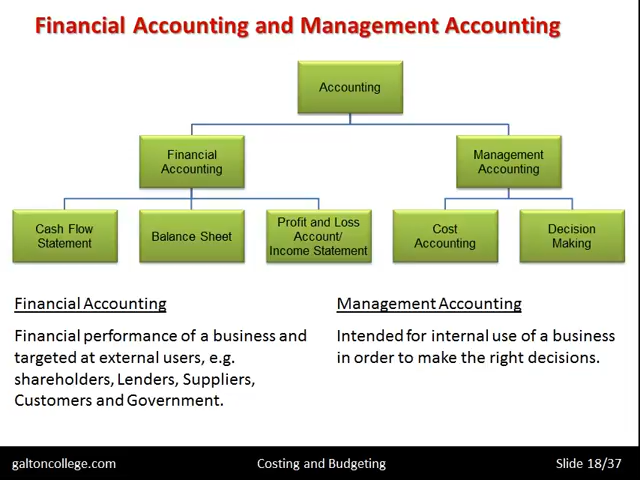 Financial Accounting and Management Accounting
Accounting
Financial
Accounting
Management
Accounting
Cash Flow
Statement
Balance Sheet
Profit and Loss
Account/
Income Statement
Cost
Accounting
Decision
Making
Financial Accounting
Financial performance of a business and
targeted at external users, e.g.
shareholders, Lenders, Suppliers,
Customers and Government.
Management Accounting
Intended for internal use of a business
in order to make the right decisions.
galtoncollege.com
Costing and Budgeting
Slide 18/37